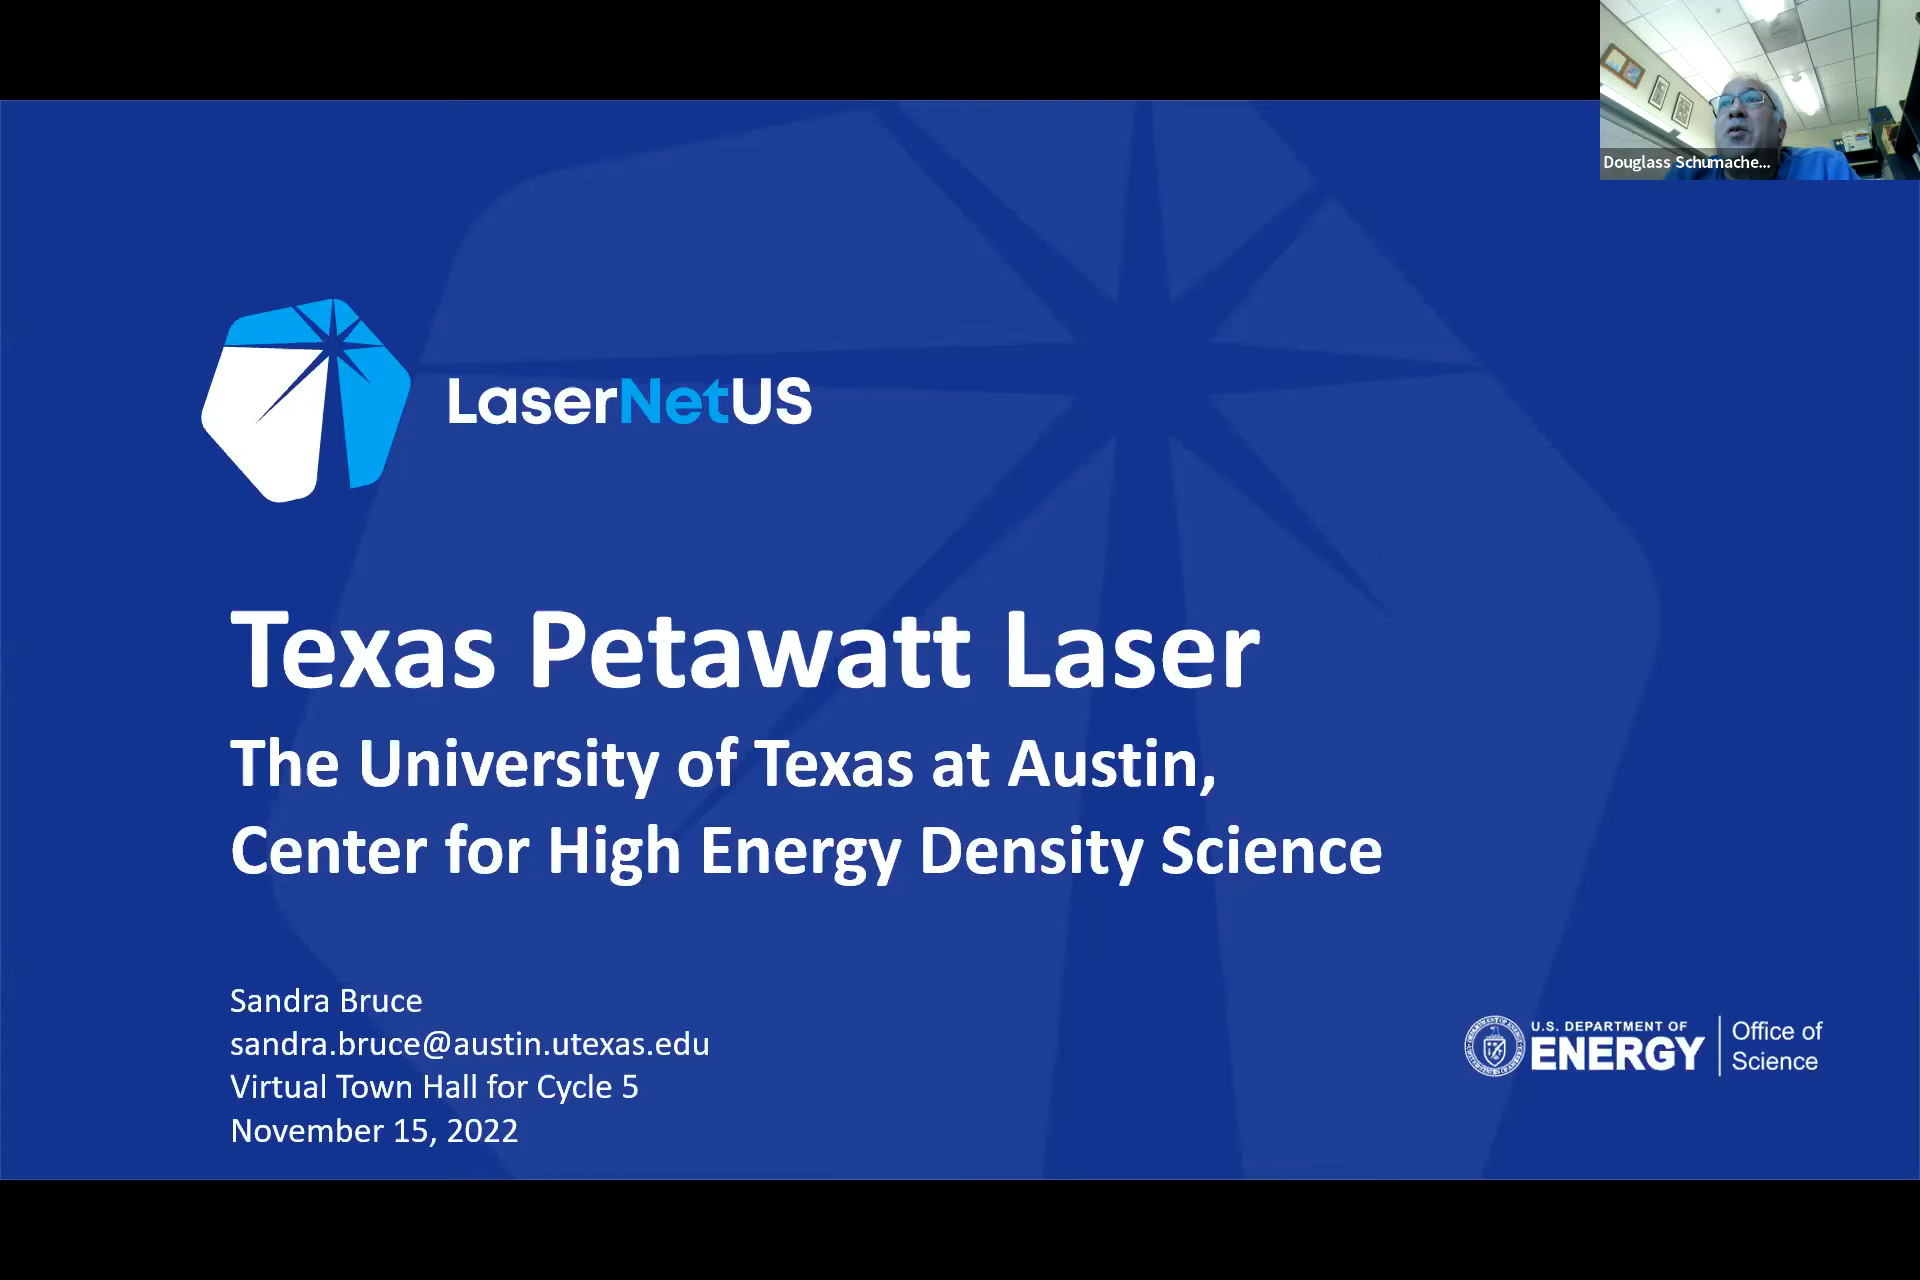 Douglass Schumache...
LaserNetUS
Texas Petawatt Laser
The University of Texas at Austin,
Center for High Energy Density Science
Sandra Bruce
sandra.bruce@austin.utexas.edu
Virtual Town Hall for Cycle 5
November 15, 2022
U.S. DEPARTMENT OF
ENERGY
Office of
Science